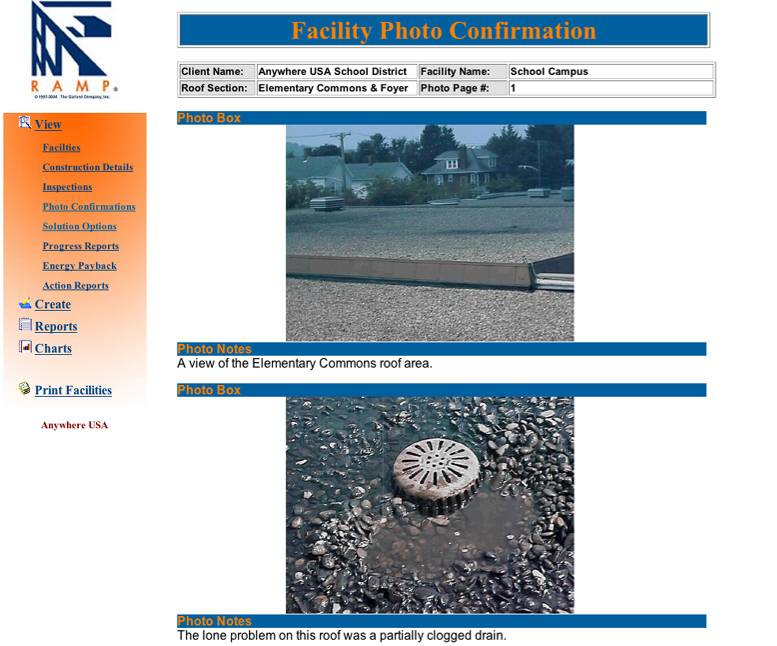 Facility Photo Confirmation
RAMP®
© 1997-2004 The Garland Company, Inc.
Client Name: Anywhere USA School District Facility Name: School Campus
Roof Section: Elementary Commons & Foyer Photo Page #: 1
View
Facilties
Construction Details
Inspections
Photo Confirmations
Solution Options
Progress Reports
Energy Payback
Action Reports
Create
Reports
Charts
Print Facilities
Anywhere USA
Photo Box
Photo Notes
A view of the Elementary Commons roof area.
Photo Box
Photo Notes
The lone problem on this roof was a partially clogged drain.